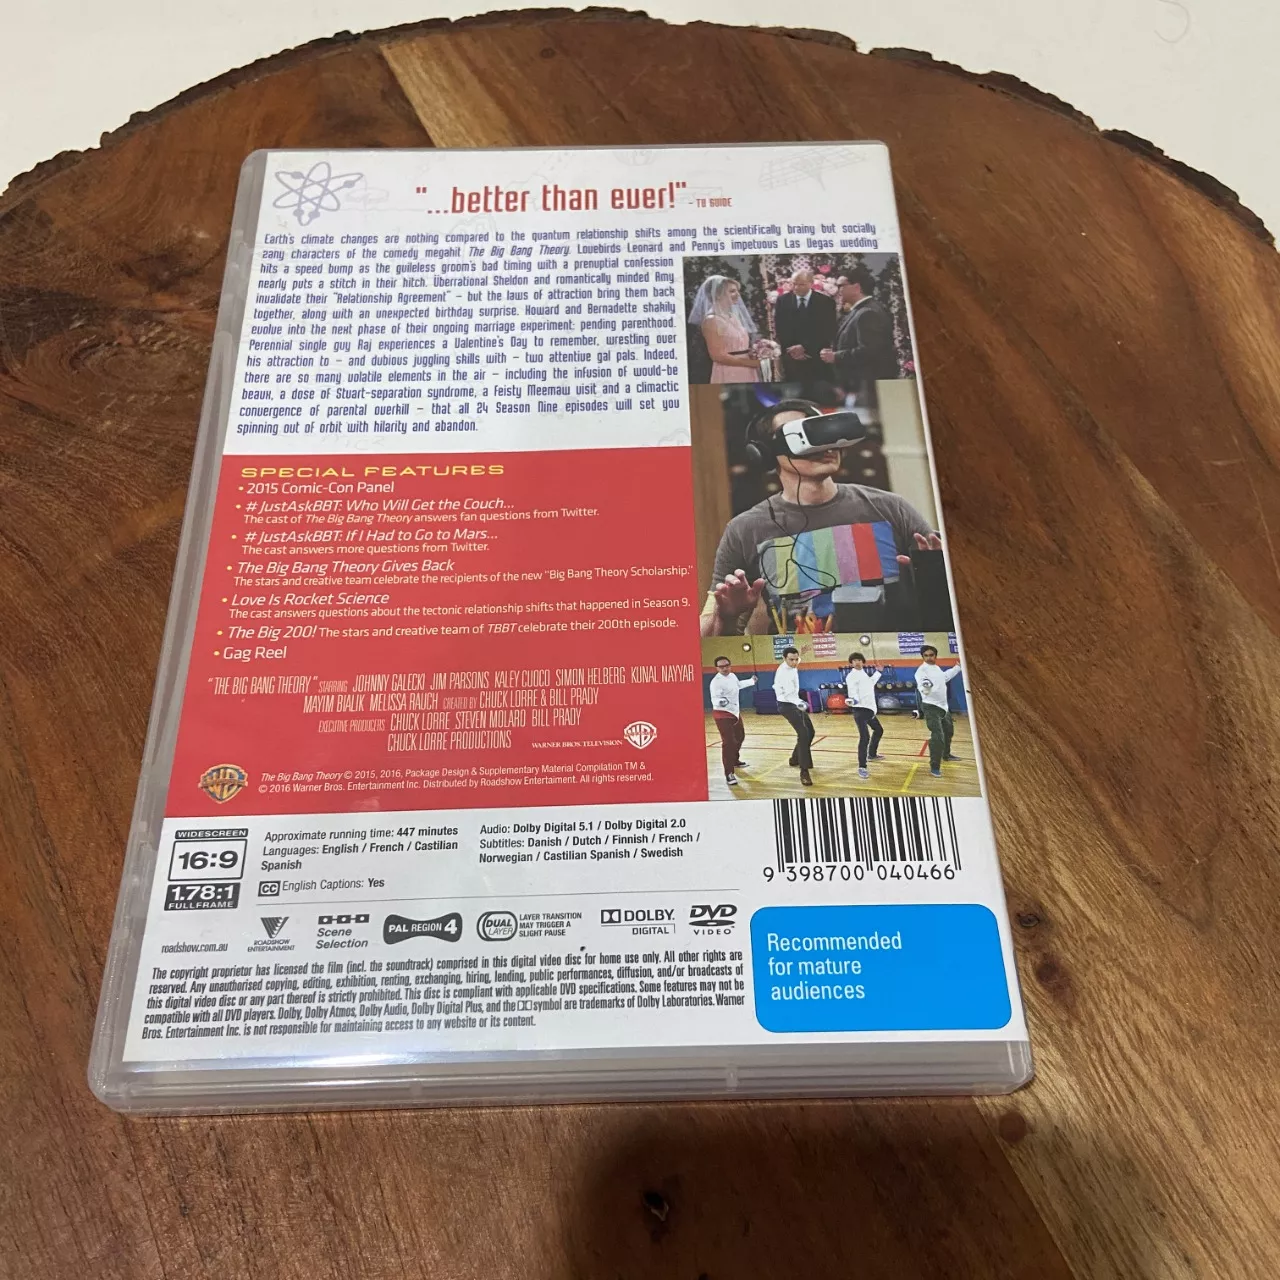 "...better than ever!" - TV GUIDE
Earth's climate changes are nothing compared to the quantum relationship shifts among the scientifically brainy but socially
zany characters of the comedy megahit The Big Bang Theory. Lovebirds Leonard and Penny's impetuous Las Vegas wedding
hits a speed bump as the guileless groom's bad timing with a prenuptial confession
nearly puts a stitch in their hitch. Überrational Sheldon and romantically minded Amy
invalidate their "Relationship Agreement" – but the laws of attraction bring them back
together, along with an unexpected birthday surprise. Howard and Bernadette shakily
evolve into the next phase of their ongoing marriage experiment: pending parenthood.
Perennial single guy Raj experiences a Valentine's Day to remember, wrestling over
his attraction to – and dubious juggling skills with – two attentive gal pals. Indeed,
there are so many volatile elements in the air – including the infusion of would-be
beaux, a dose of Stuart-separation syndrome, a feisty Meemaw visit and a climactic
convergence of parental overkill – that all 24 Season Nine episodes will set you
spinning out of orbit with hilarity and abandon.
SPECIAL FEATURES
• 2015 Comic-Con Panel
• # JustAskBBT: Who Will Get the Couch...
The cast of The Big Bang Theory answers fan questions from Twitter.
• # JustAskBBT: If I Had to Go to Mars...
The cast answers more questions from Twitter.
• The Big Bang Theory Gives Back
The stars and creative team celebrate the recipients of the new "Big Bang Theory Scholarship."
• Love Is Rocket Science
The cast answers questions about the tectonic relationship shifts that happened in Season 9.
• The Big 200! The stars and creative team of TBBT celebrate their 200th episode.
• Gag Reel
"THE BIG BANG THEORY" STARRING JOHNNY GALECKI JIM PARSONS KALEY CUOCO SIMON HELBERG KUNAL NAYYAR
MAYIM BIALIK MELISSA RAUCH CREATED BY CHUCK LORRE & BILL PRADY
EXECUTIVE PRODUCERS CHUCK LORRE STEVEN MOLARO BILL PRADY
CHUCK LORRE PRODUCTIONS WARNER BROS. TELEVISION WB
WB The Big Bang Theory © 2015, 2016, Package Design & Supplementary Material Compilation TM &
© 2016 Warner Bros. Entertainment Inc. Distributed by Roadshow Entertaiment. All rights reserved.
WIDESCREEN
16:9
1.78:1
FULLFRAME
Approximate running time: 447 minutes
Languages: English / French / Castilian
Spanish
CC English Captions: Yes
Audio: Dolby Digital 5.1 / Dolby Digital 2.0
Subtitles: Danish / Dutch / Finnish / French /
Norwegian / Castilian Spanish / Swedish
9 398700 040466
roadshow.com.au
ROADSHOW
ENTERTAINMENT
Scene
Selection
PAL REGION 4
DUAL
LAYER
LAYER TRANSITION
MAY TRIGGER A
SLIGHT PAUSE
DOLBY
DIGITAL
DVD
VIDEO
The copyright proprietor has licensed the film (incl. the soundtrack) comprised in this digital video disc for home use only. All other rights are
reserved. Any unauthorised copying, editing, exhibition, renting, exchanging, hiring, lending, public performances, diffusion, and/or broadcasts of
this digital video disc or any part thereof is strictly prohibited. This disc is compliant with applicable DVD specifications. Some features may not be
compatible with all DVD players. Dolby, Dolby Atmos, Dolby Audio, Dolby Digital Plus, and the symbol are trademarks of Dolby Laboratories. Warner
Bros. Entertainment Inc. is not responsible for maintaining access to any website or its content.
Recommended
for mature
audiences